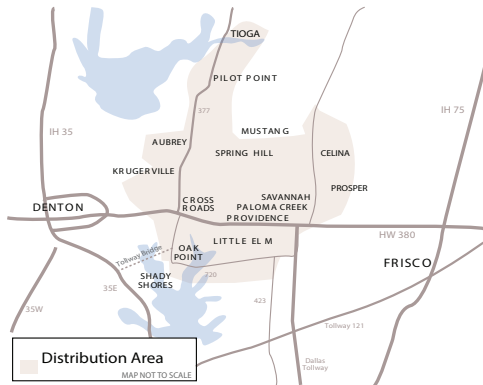 TIOGA
PILOT POINT
377
IH 75
IH 35
MUSTANG
AUBREY
SPRING HILL
CELINA
KRUGERVILLE
PROSPER
CROSS
ROADS
SAVANNAH
PALOMA CREEK
PROVIDENCE
DENTON
HW 380
LITTLE ELM
OAK
POINT
Tollway Bridge
FRISCO
SHADY
SHORES
720
35E
423
35W
Tollway 121
Dallas
Tollway
Distribution Area
MAP NOT TO SCALE